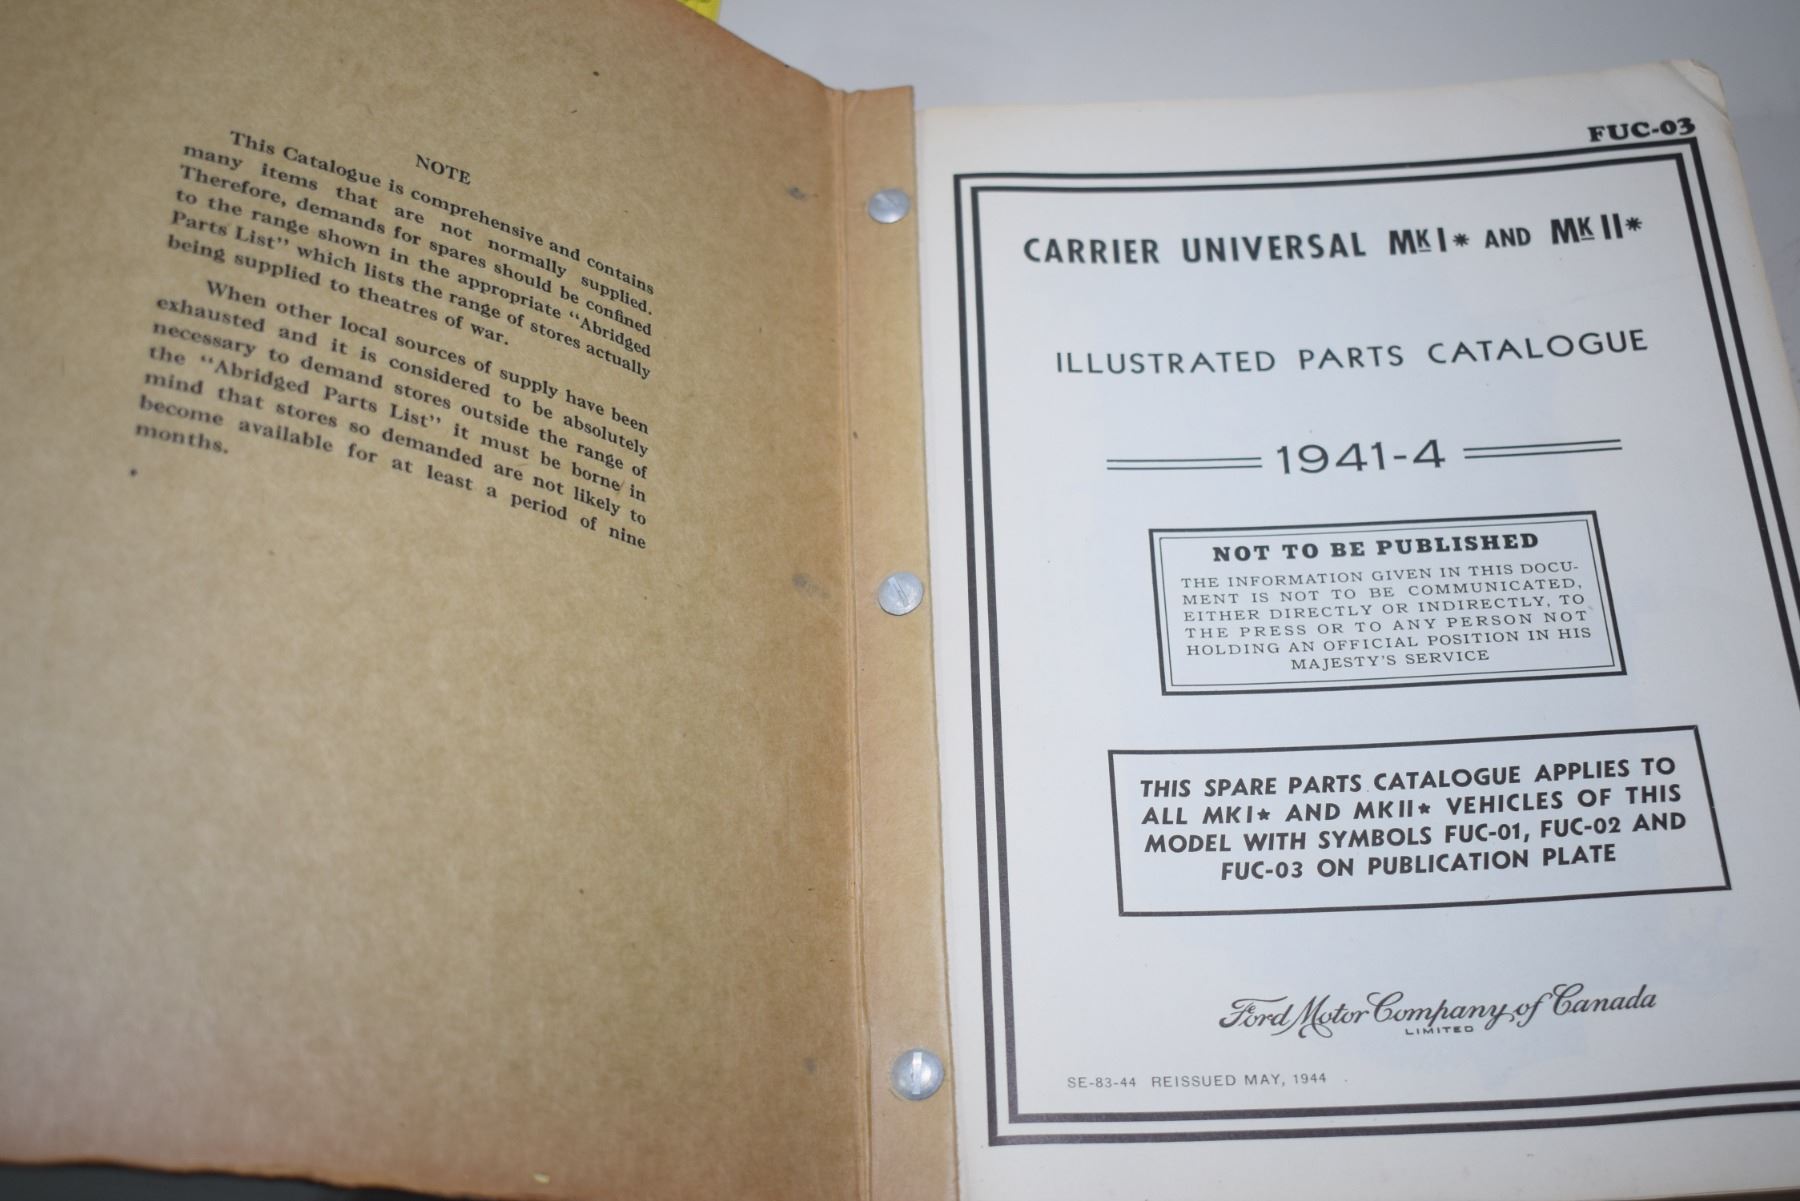 NOTE
This Catalogue is comprehensive and contains
many items that are not normally supplied.
Therefore, demands for spares should be confined
to the range shown in the appropriate "Abridged
Parts List" which lists the range of stores actually
being supplied to theatres of war.
When other local sources of supply have been
exhausted and it is considered to be absolutely
necessary to demand stores outside the range of
the "Abridged Parts List" it must be borne in
mind that stores so demanded are not likely to
become available for at least a period of nine
months.
FUC-03
CARRIER UNIVERSAL MK I* AND MK II*
ILLUSTRATED PARTS CATALOGUE
1941-4
NOT TO BE PUBLISHED
THE INFORMATION GIVEN IN THIS DOCU-
MENT IS NOT TO BE COMMUNICATED,
EITHER DIRECTLY OR INDIRECTLY, TO
THE PRESS OR TO ANY PERSON NOT
HOLDING AN OFFICIAL POSITION IN HIS
MAJESTY'S SERVICE
THIS SPARE PARTS CATALOGUE APPLIES TO
ALL MK I* AND MK II* VEHICLES OF THIS
MODEL WITH SYMBOLS FUC-01, FUC-02 AND
FUC-03 ON PUBLICATION PLATE
Ford Motor Company of Canada
LIMITED
SE-83-44 REISSUED MAY, 1944